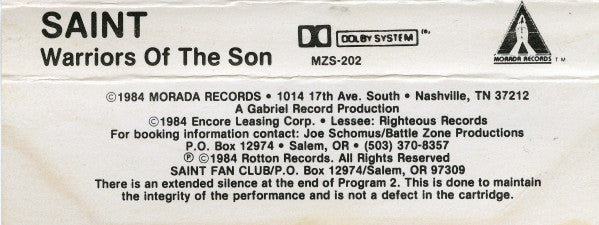 SAINT
Warriors Of The Son
DOLBY SYSTEM ®
MZS-202
MORADA RECORDS TM
©1984 MORADA RECORDS • 1014 17th Ave. South • Nashville, TN 37212
A Gabriel Record Production
©1984 Encore Leasing Corp. • Lessee: Righteous Records
For booking information contact: Joe Schomus/Battle Zone Productions
P.O. Box 12974 • Salem, OR • (503) 370-8357
℗ ©1984 Rotton Records. All Rights Reserved
SAINT FAN CLUB/P.O. Box 12974/Salem, OR 97309
There is an extended silence at the end of Program 2. This is done to maintain
the integrity of the performance and is not a defect in the cartridge.